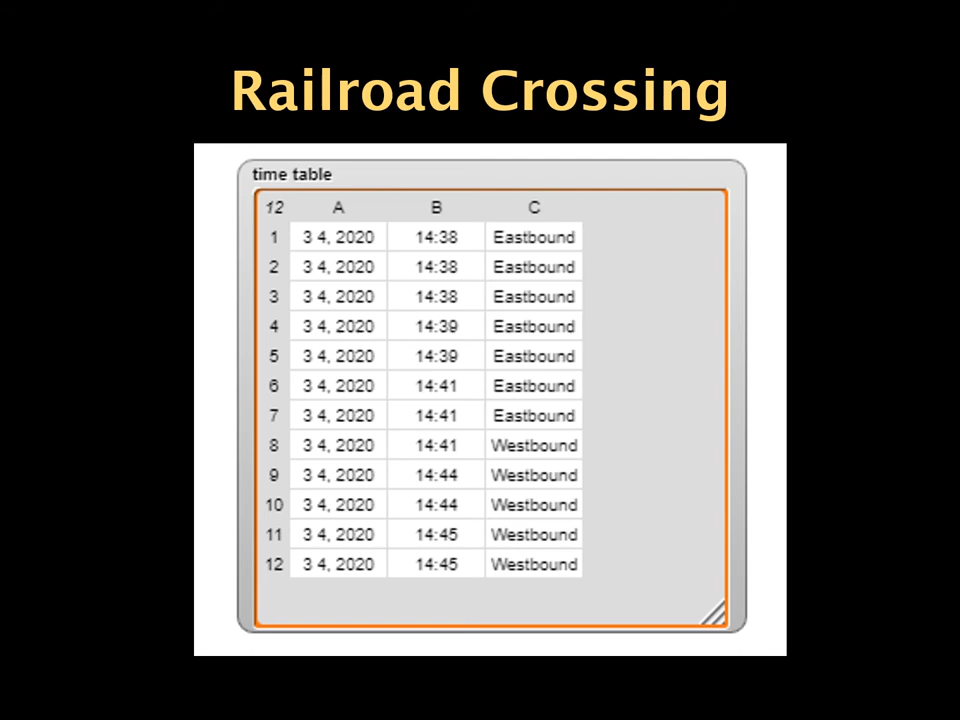 Railroad Crossing
time table
12 A B C
1 3 4, 2020 14:38 Eastbound
2 3 4, 2020 14:38 Eastbound
3 3 4, 2020 14:38 Eastbound
4 3 4, 2020 14:39 Eastbound
5 3 4, 2020 14:39 Eastbound
6 3 4, 2020 14:41 Eastbound
7 3 4, 2020 14:41 Eastbound
8 3 4, 2020 14:41 Westbound
9 3 4, 2020 14:44 Westbound
10 3 4, 2020 14:44 Westbound
11 3 4, 2020 14:45 Westbound
12 3 4, 2020 14:45 Westbound